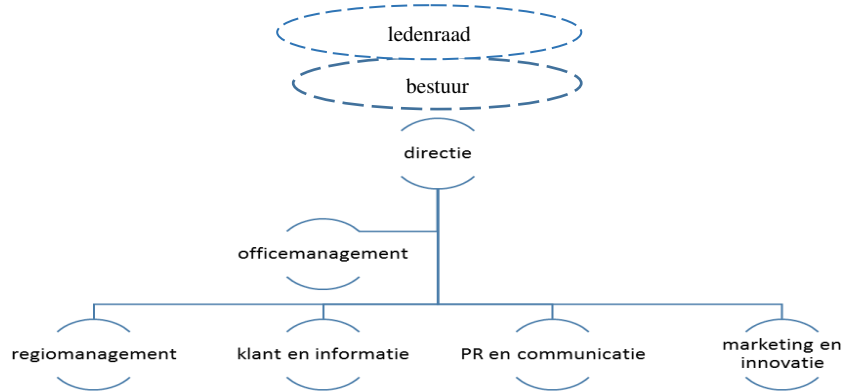 ledenraad
bestuur
directie
officemanagement
regiomanagement
klant en informatie
PR en communicatie
marketing en
innovatie